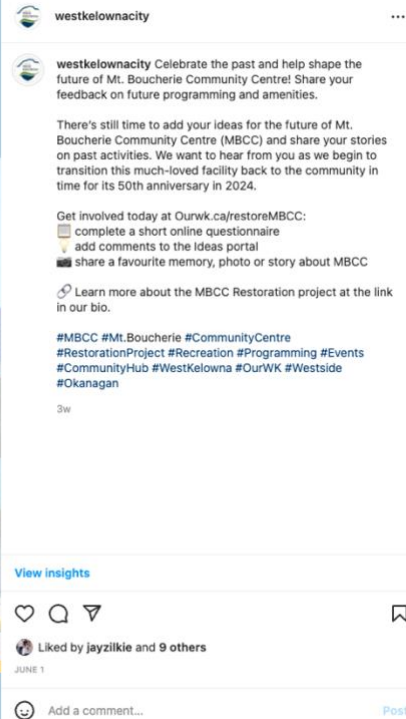 westkelownacity
westkelownacity Celebrate the past and help shape the
future of Mt. Boucherie Community Centre! Share your
feedback on future programming and amenities.
There's still time to add your ideas for the future of Mt.
Boucherie Community Centre (MBCC) and share your stories
on past activities. We want to hear from you as we begin to
transition this much-loved facility back to the community in
time for its 50th anniversary in 2024.
Get involved today at Ourwk.ca/restoreMBCC:
complete a short online questionnaire
add comments to the Ideas portal
share a favourite memory, photo or story about MBCC
Learn more about the MBCC Restoration project at the link
in our bio.
#MBCC #Mt.Boucherie #CommunityCentre
#RestorationProject #Recreation #Programming #Events
#CommunityHub #WestKelowna #OurWK #Westside
#Okanagan
3w
View insights
Liked by jayzilkie and 9 others
JUNE 1
Add a comment...
Post